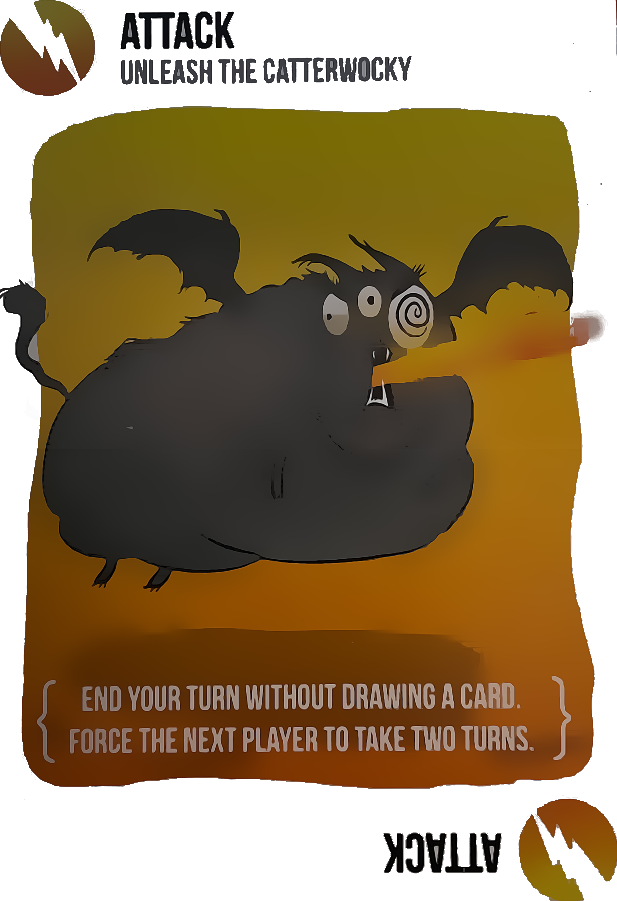 ATTACK
UNLEASH THE CATTERWOCKY
END YOUR TURN WITHOUT DRAWING A CARD.
FORCE THE NEXT PLAYER TO TAKE TWO TURNS.
ATTACK